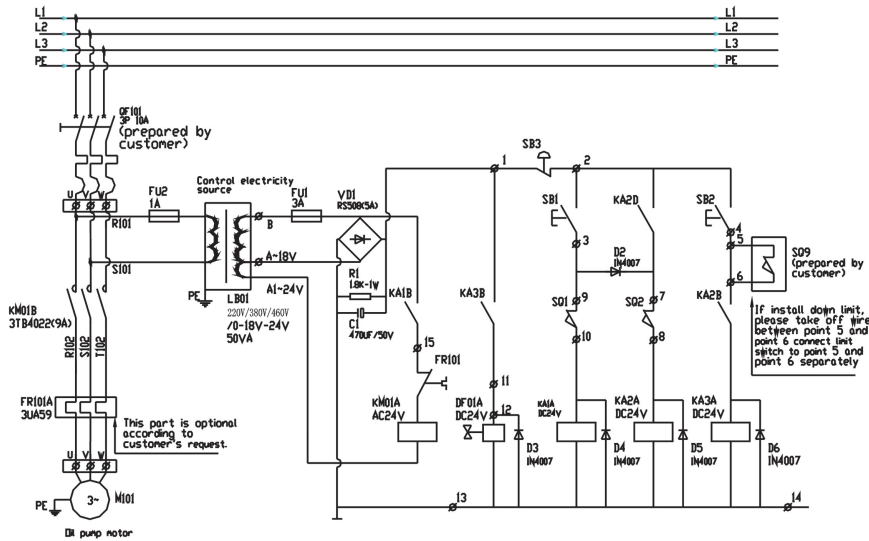 L1
L2
L3
PE
L1
L2
L3
PE
QF101
3P 10A
(prepared by
customer)
U V W
R101
S101
FU2
1A
Control electricity
source
FU1
3A
VD1
RS508(5A)
B
A~18V
A1~24V
PE
LB01
220V/380V/460V
/0-18V-24V
50VA
R1
1.8K-1W
C1
470UF/50V
KM01B
3TB4022(9A)
R102
S102
T102
FR101A
3UA59
This part is optional
according to
customer's request.
U V W
PE
3~
M101
Oil pump motor
KA1B
15
FR101
KM01A
AC24V
1
KA3B
11
12
DF01A
DC24V
D3
IN4007
SB3
2
SB1
3
D2
IN4007
KA2D
SQ1
9
10
SQ2
7
8
KA1A
DC24V
D4
IN4007
KA2A
DC24V
D5
IN4007
SB2
4
5
6
KA2B
KA3A
DC24V
D6
IN4007
SQ9
(prepared by
customer)
If install down limit,
please take off wire
between point 5 and
point 6 connect limit
switch to point 5 and
point 6 separately
13
14